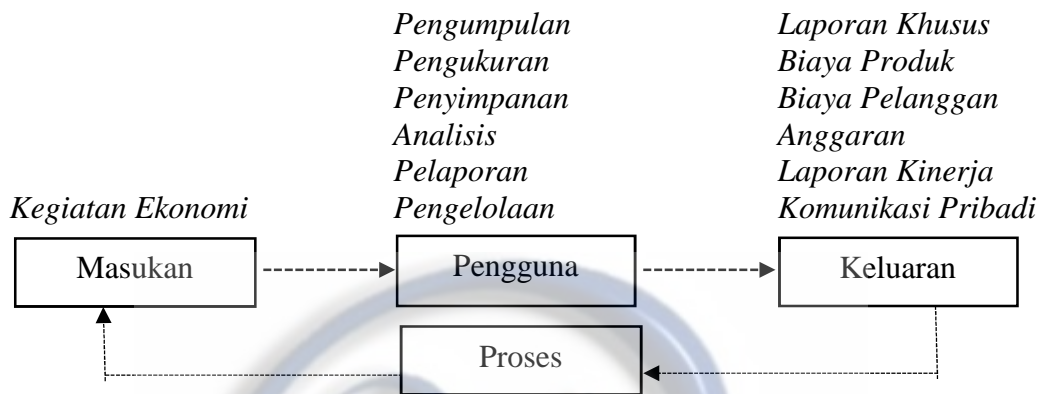 Pengumpulan
Pengukuran
Penyimpanan
Analisis
Pelaporan
Pengelolaan
Laporan Khusus
Biaya Produk
Biaya Pelanggan
Anggaran
Laporan Kinerja
Komunikasi Pribadi
Kegiatan Ekonomi
Masukan
Pengguna
Keluaran
Proses